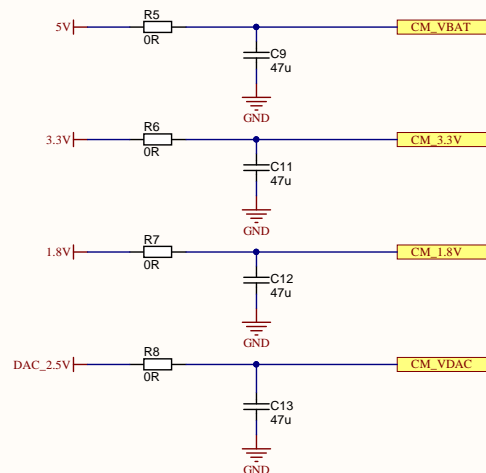 R5
5V
0R
CM_VBAT
C9
47u
GND
R6
3.3V
0R
CM_3.3V
C11
47u
GND
R7
1.8V
0R
CM_1.8V
C12
47u
GND
R8
DAC_2.5V
0R
CM_VDAC
C13
47u
GND